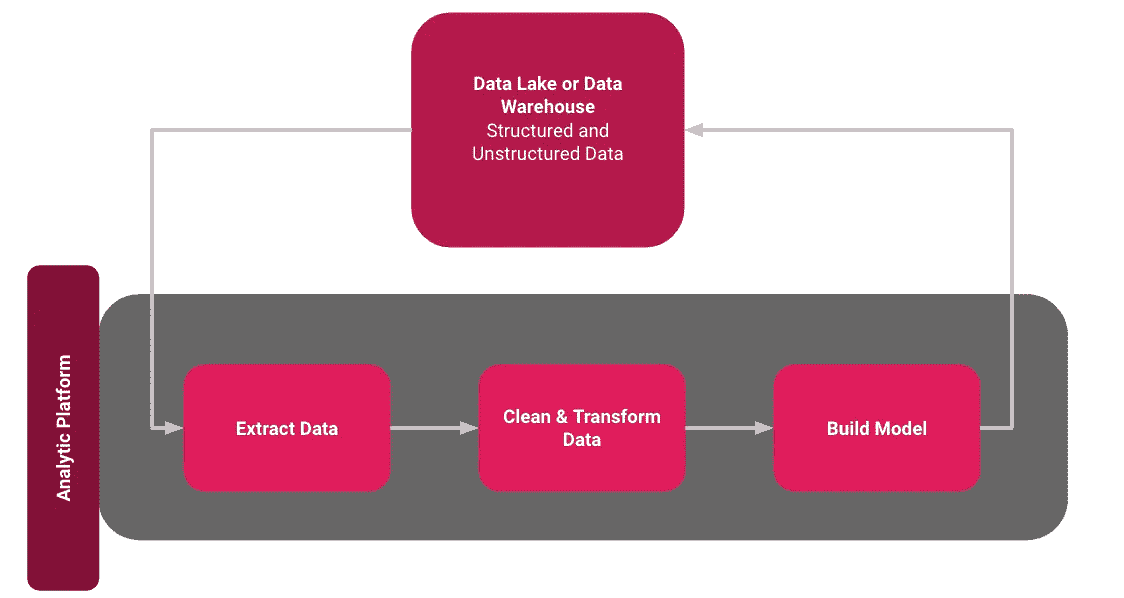 Data Lake or Data
Warehouse
Structured and
Unstructured Data
Analytic Platform
Extract Data
Clean & Transform
Data
Build Model